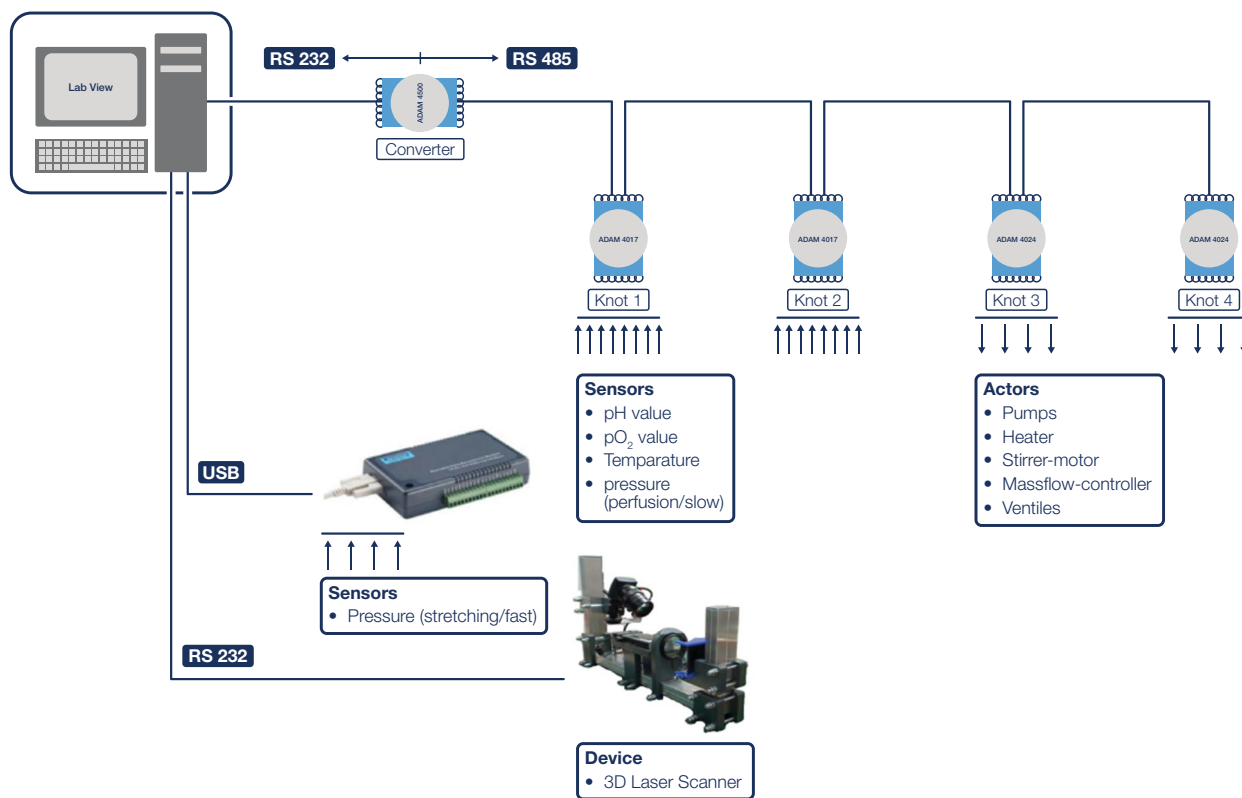 Lab View
RS 232
RS 485
ADAM 4500
Converter
ADAM 4017
ADAM 4017
ADAM 4024
ADAM 4024
Knot 1
Knot 2
Knot 3
Knot 4
Sensors
• pH value
• pO₂ value
• Temparature
• pressure
(perfusion/slow)
Actors
• Pumps
• Heater
• Stirrer-motor
• Massflow-controller
• Ventiles
USB
Sensors
• Pressure (stretching/fast)
RS 232
Device
• 3D Laser Scanner